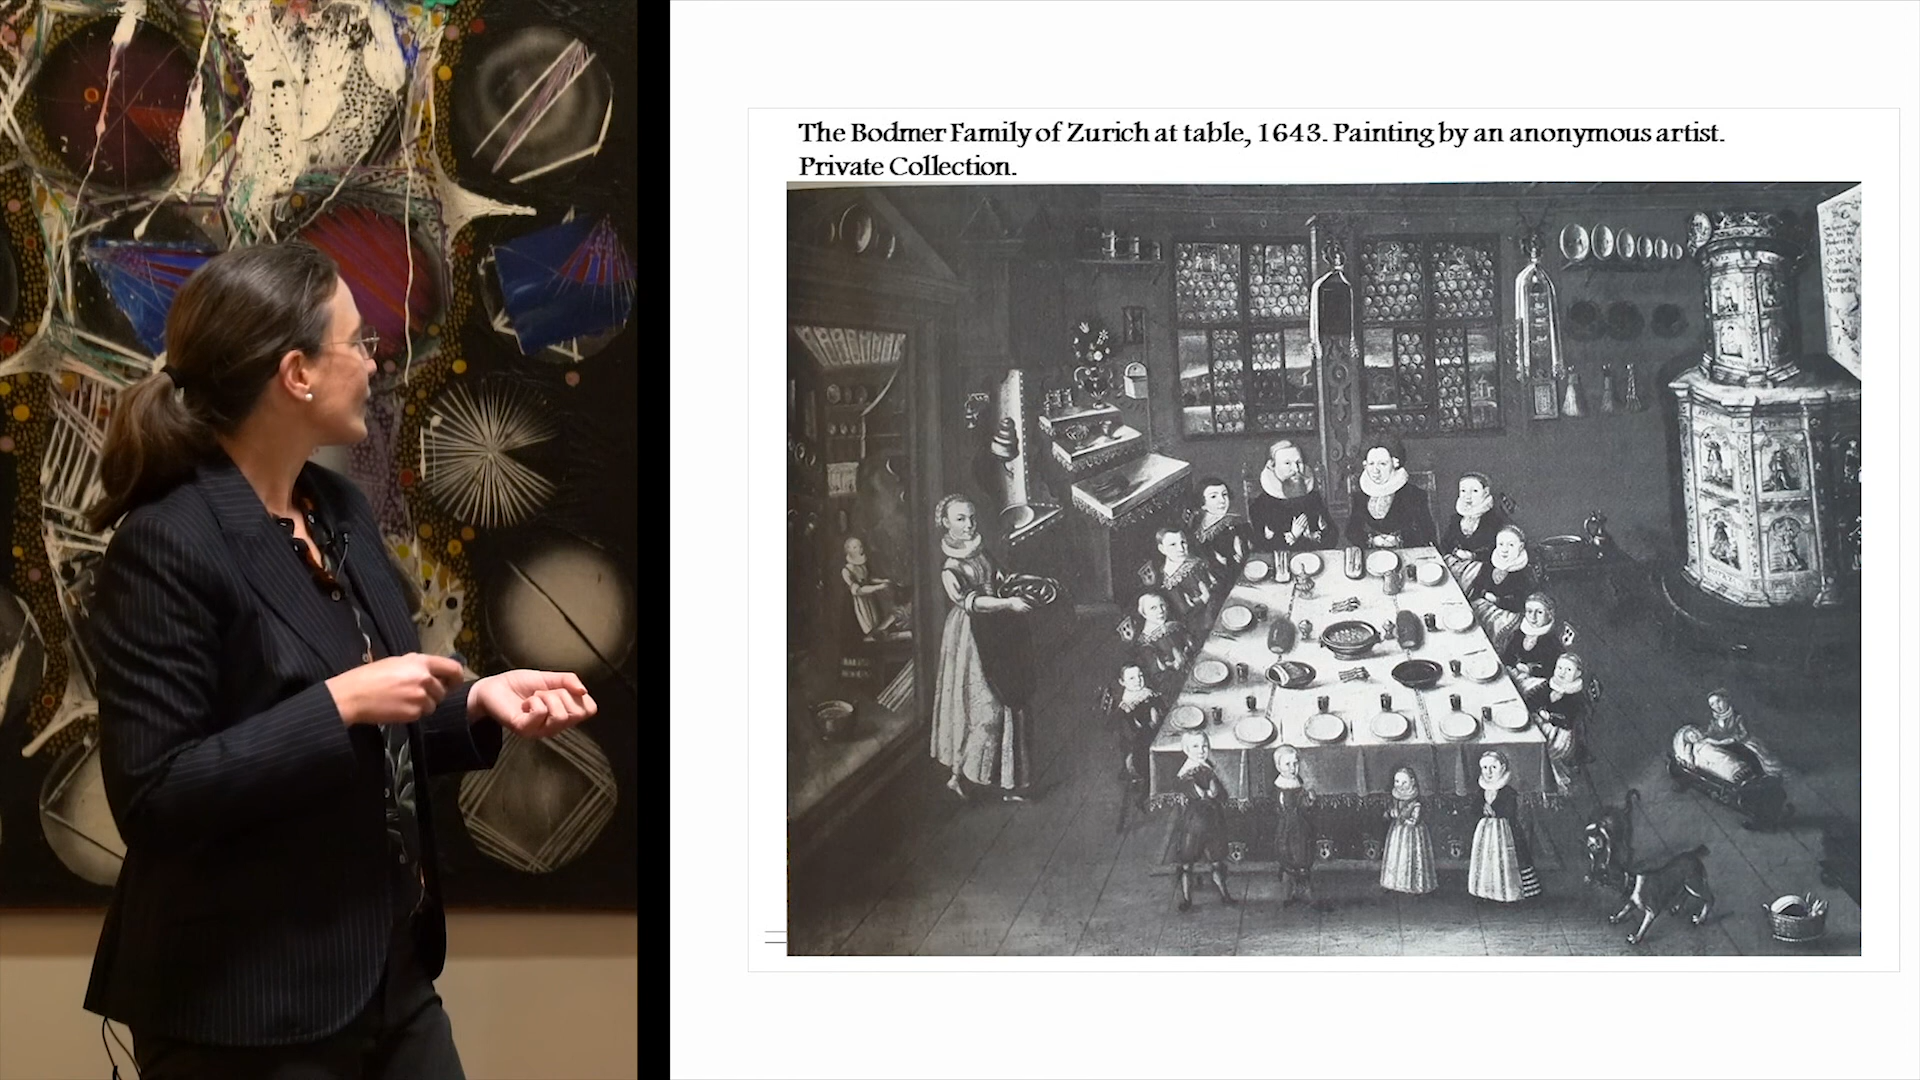 The Bodmer Family of Zurich at table, 1643. Painting by an anonymous artist.
Private Collection.